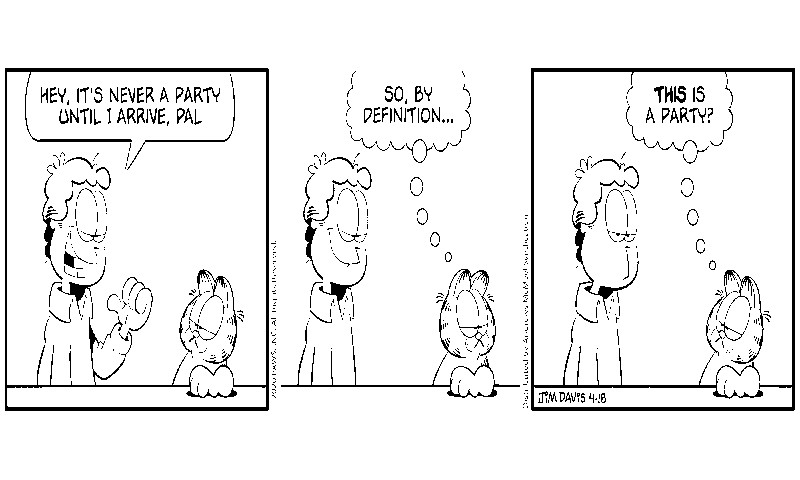 HEY, IT'S NEVER A PARTY
UNTIL I ARRIVE, PAL
SO, BY
DEFINITION...
THIS IS
A PARTY?
JIM DAVIS 4-18